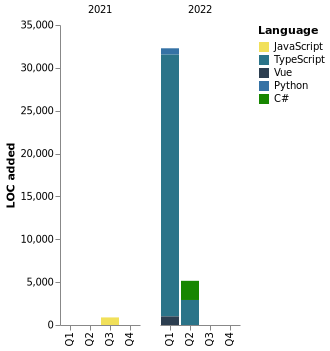 2021
2022
Language
JavaScript
TypeScript
Vue
Python
C#
LOC added
35,000
30,000
25,000
20,000
15,000
10,000
5,000
0
Q1
Q2
Q3
Q4
Q1
Q2
Q3
Q4